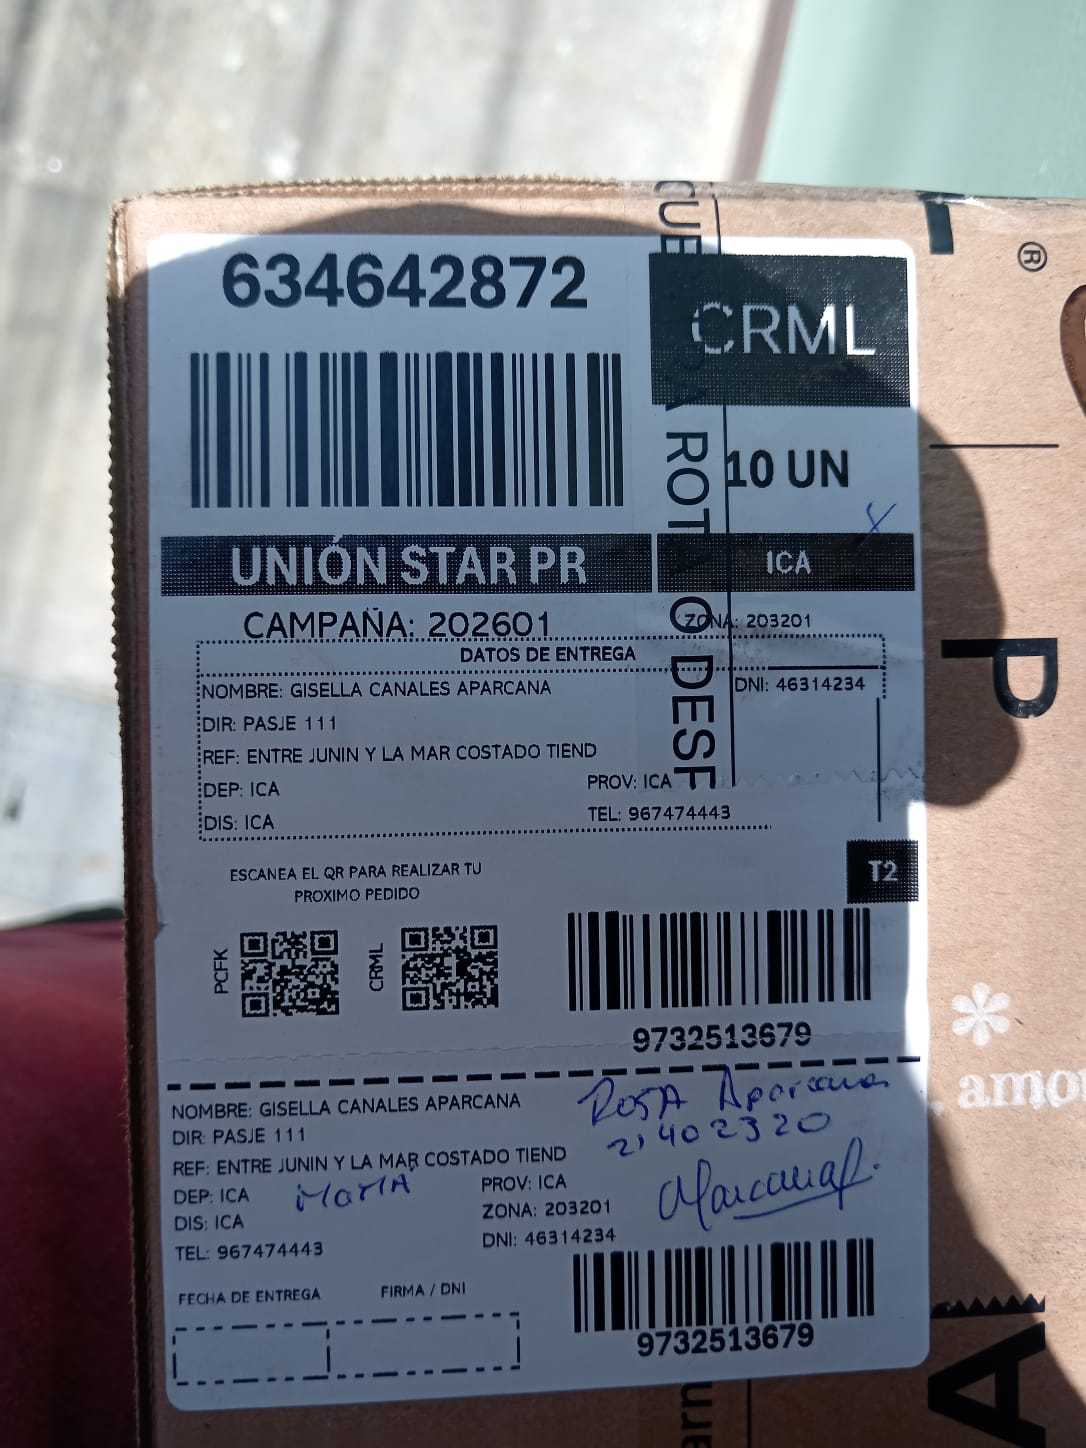 634642872
CRML
10 UN
UNIÓN STAR PR
ICA
CAMPAÑA: 202601
ZONA: 203201
DATOS DE ENTREGA
NOMBRE: GISELLA CANALES APARCANA
DNI: 46314234
DIR: PASJE 111
REF: ENTRE JUNIN Y LA MAR COSTADO TIEND
DEP: ICA
PROV: ICA
DIS: ICA
TEL: 967474443
ROTA O DESF
®
P
T2
ESCANEA EL QR PARA REALIZAR TU
PROXIMO PEDIDO
PCFK
CRML
9732513679
amo
NOMBRE: GISELLA CANALES APARCANA
Rosa Aparcana
DIR: PASJE 111
21402320
REF: ENTRE JUNIN Y LA MAR COSTADO TIEND
DEP: ICA
MAMÁ
PROV: ICA
DIS: ICA
ZONA: 203201
TEL: 967474443
DNI: 46314234
FECHA DE ENTREGA
FIRMA / DNI
9732513679
A